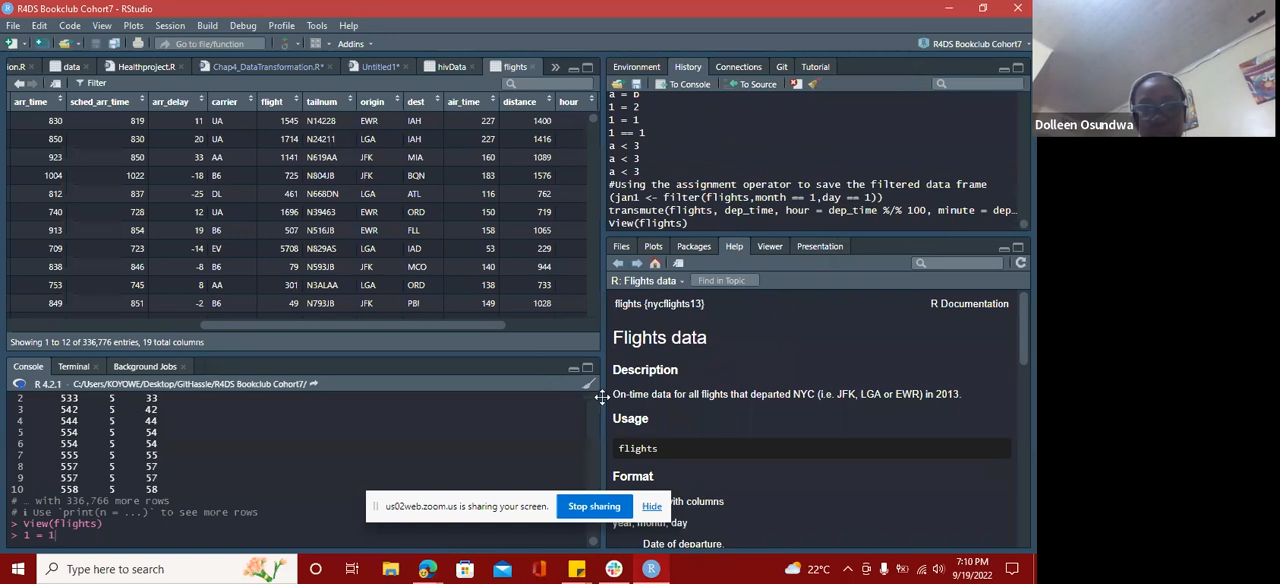 R4DS Bookclub Cohort7 - RStudio
File Edit Code View Plots Session Build Debug Profile Tools Help
Go to file/function Addins R4DS Bookclub Cohort7
on.R data Healthproject.R Chap4_DataTransformation.R* Untitled1* hivData flights
Filter
arr_time sched_arr_time arr_delay carrier flight tailnum origin dest air_time distance hour
830 819 11 UA 1545 N14228 EWR IAH 227 1400
850 830 20 UA 1714 N24211 LGA IAH 227 1416
923 850 33 AA 1141 N619AA JFK MIA 160 1089
1004 1022 -18 B6 725 N804JB JFK BQN 183 1576
812 837 -25 DL 461 N668DN LGA ATL 116 762
740 728 12 UA 1696 N39463 EWR ORD 150 719
913 854 19 B6 507 N516JB EWR FLL 158 1065
709 723 -14 EV 5708 N829AS LGA IAD 53 229
838 846 -8 B6 79 N593JB JFK MCO 140 944
753 745 8 AA 301 N3ALAA LGA ORD 138 733
849 851 -2 B6 49 N793JB JFK PBI 149 1028
Showing 1 to 12 of 336,776 entries, 19 total columns
Console Terminal Background Jobs
R 4.2.1 · C:/Users/KOYOWE/Desktop/GitHassle/R4DS Bookclub Cohort7/
2 533 5 33
3 542 5 42
4 544 5 44
5 554 5 54
6 554 5 54
7 555 5 55
8 557 5 57
9 557 5 57
10 558 5 58
# … with 336,766 more rows
# ℹ Use `print(n = ...)` to see more rows
> View(flights)
> 1 = 1
Environment History Connections Git Tutorial
To Console To Source
a = b
1 = 2
1 = 1
1 == 1
a < 3
a < 3
#Using the assignment operator to save the filtered data frame
(jan1 <- filter(flights,month == 1,day == 1))
transmute(flights, dep_time, hour = dep_time %/% 100, minute = dep…
View(flights)
Files Plots Packages Help Viewer Presentation
R: Flights data Find in Topic
flights {nycflights13} R Documentation
Flights data
Description
On-time data for all flights that departed NYC (i.e. JFK, LGA or EWR) in 2013.
Usage
flights
Format
with columns
year, month, day
Date of departure.
us02web.zoom.us is sharing your screen. Stop sharing Hide
Dolleen Osundwa
Type here to search
22°C
7:10 PM
9/19/2022